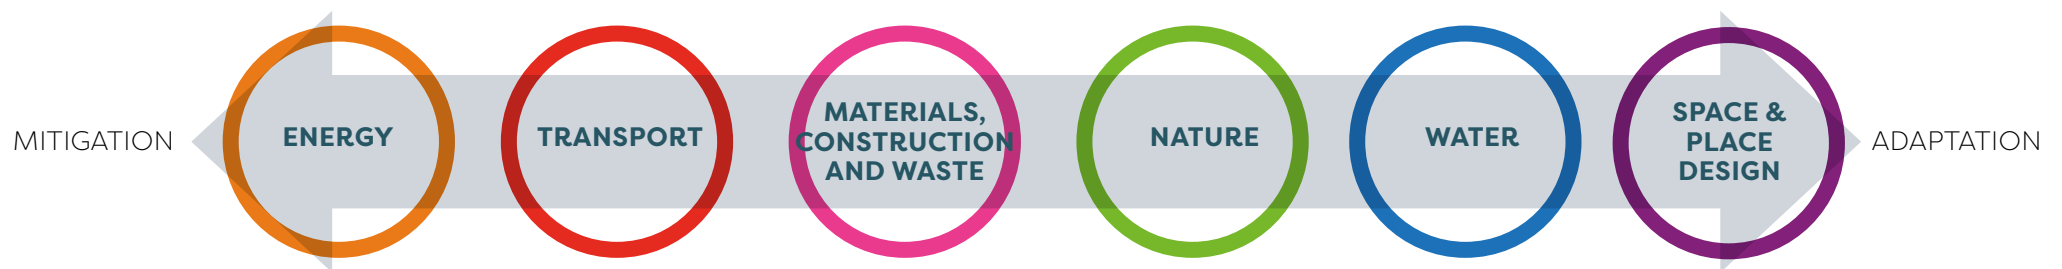 MITIGATION
ENERGY
TRANSPORT
MATERIALS,
CONSTRUCTION
AND WASTE
NATURE
WATER
SPACE &
PLACE
DESIGN
ADAPTATION